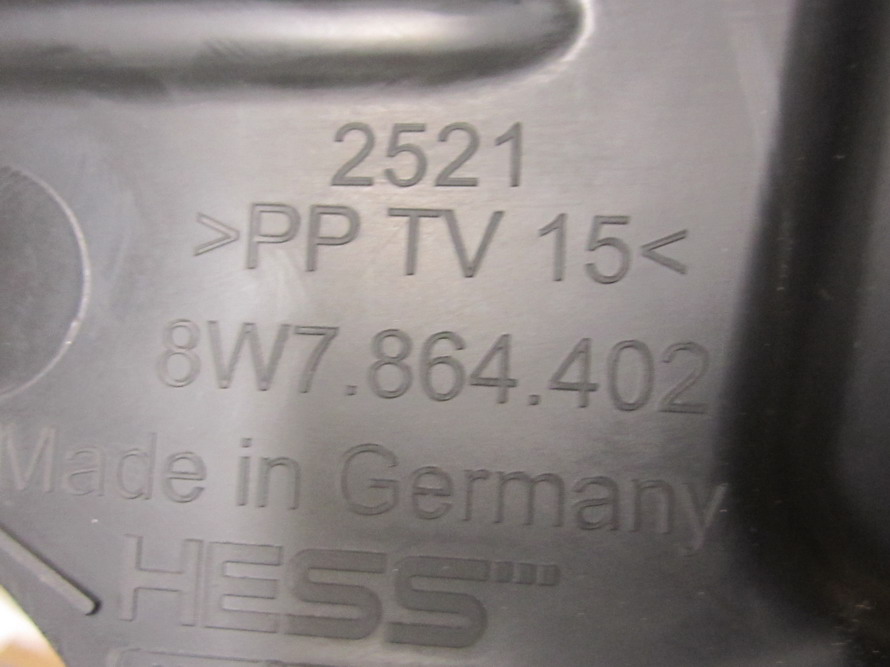 2521
>PP TV 15<
8W7.864.402
Made in Germany
HESS